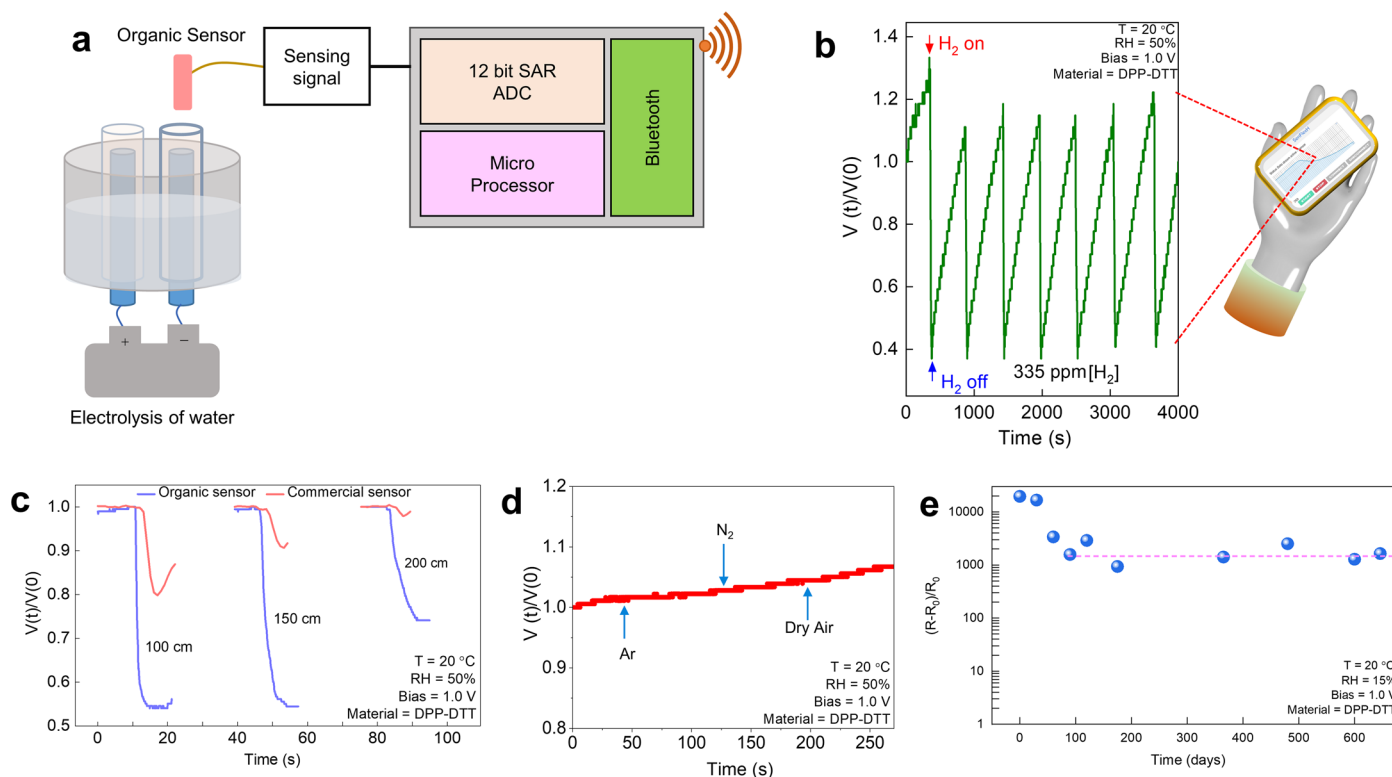 a
Organic Sensor
Sensing
signal
12 bit SAR
ADC
Micro
Processor
Bluetooth
+
−
Electrolysis of water
b
T = 20 °C
RH = 50%
Bias = 1.0 V
Material = DPP-DTT
H₂ on
H₂ off
335 ppm[H₂]
V (t)/V(0)
1.4
1.2
1.0
0.8
0.6
0.4
0 1000 2000 3000 4000
Time (s)
c
Organic sensor Commercial sensor
V(t)/V(0)
1.0
0.9
0.8
0.7
0.6
0.5
100 cm
150 cm
200 cm
T = 20 °C
RH = 50%
Bias = 1.0 V
Material = DPP-DTT
0 20 40 60 80 100
Time (s)
d
V (t)/V(0)
1.2
1.1
1.0
0.9
0.8
Ar
N₂
Dry Air
T = 20 °C
RH = 50%
Bias = 1.0 V
Material = DPP-DTT
0 50 100 150 200 250
Time (s)
e
(R-R₀)/R₀
10000
1000
100
10
1
T = 20 °C
RH = 15%
Bias = 1.0 V
Material = DPP-DTT
0 100 200 300 400 500 600
Time (days)